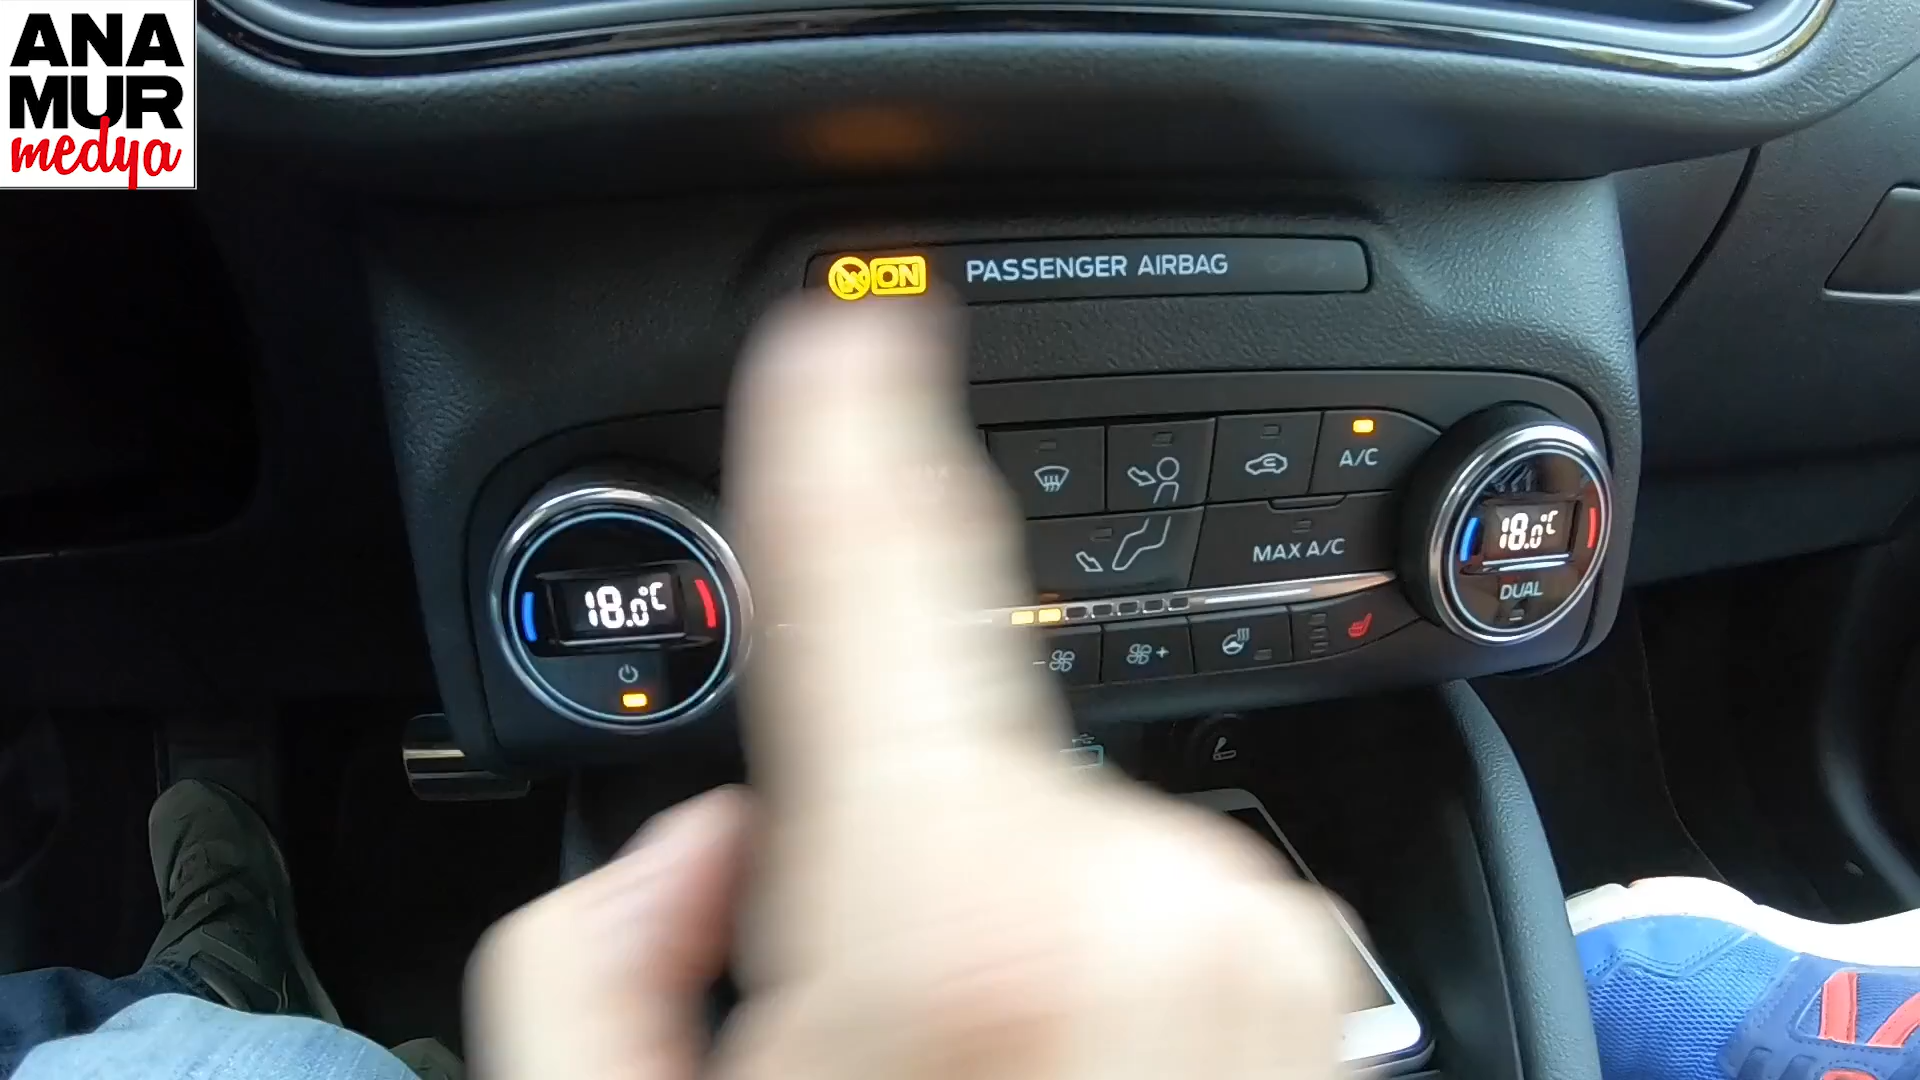 ANA
MUR
medya
ON
PASSENGER AIRBAG
A/C
MAX A/C
18.0°C
DUAL
18.0°C